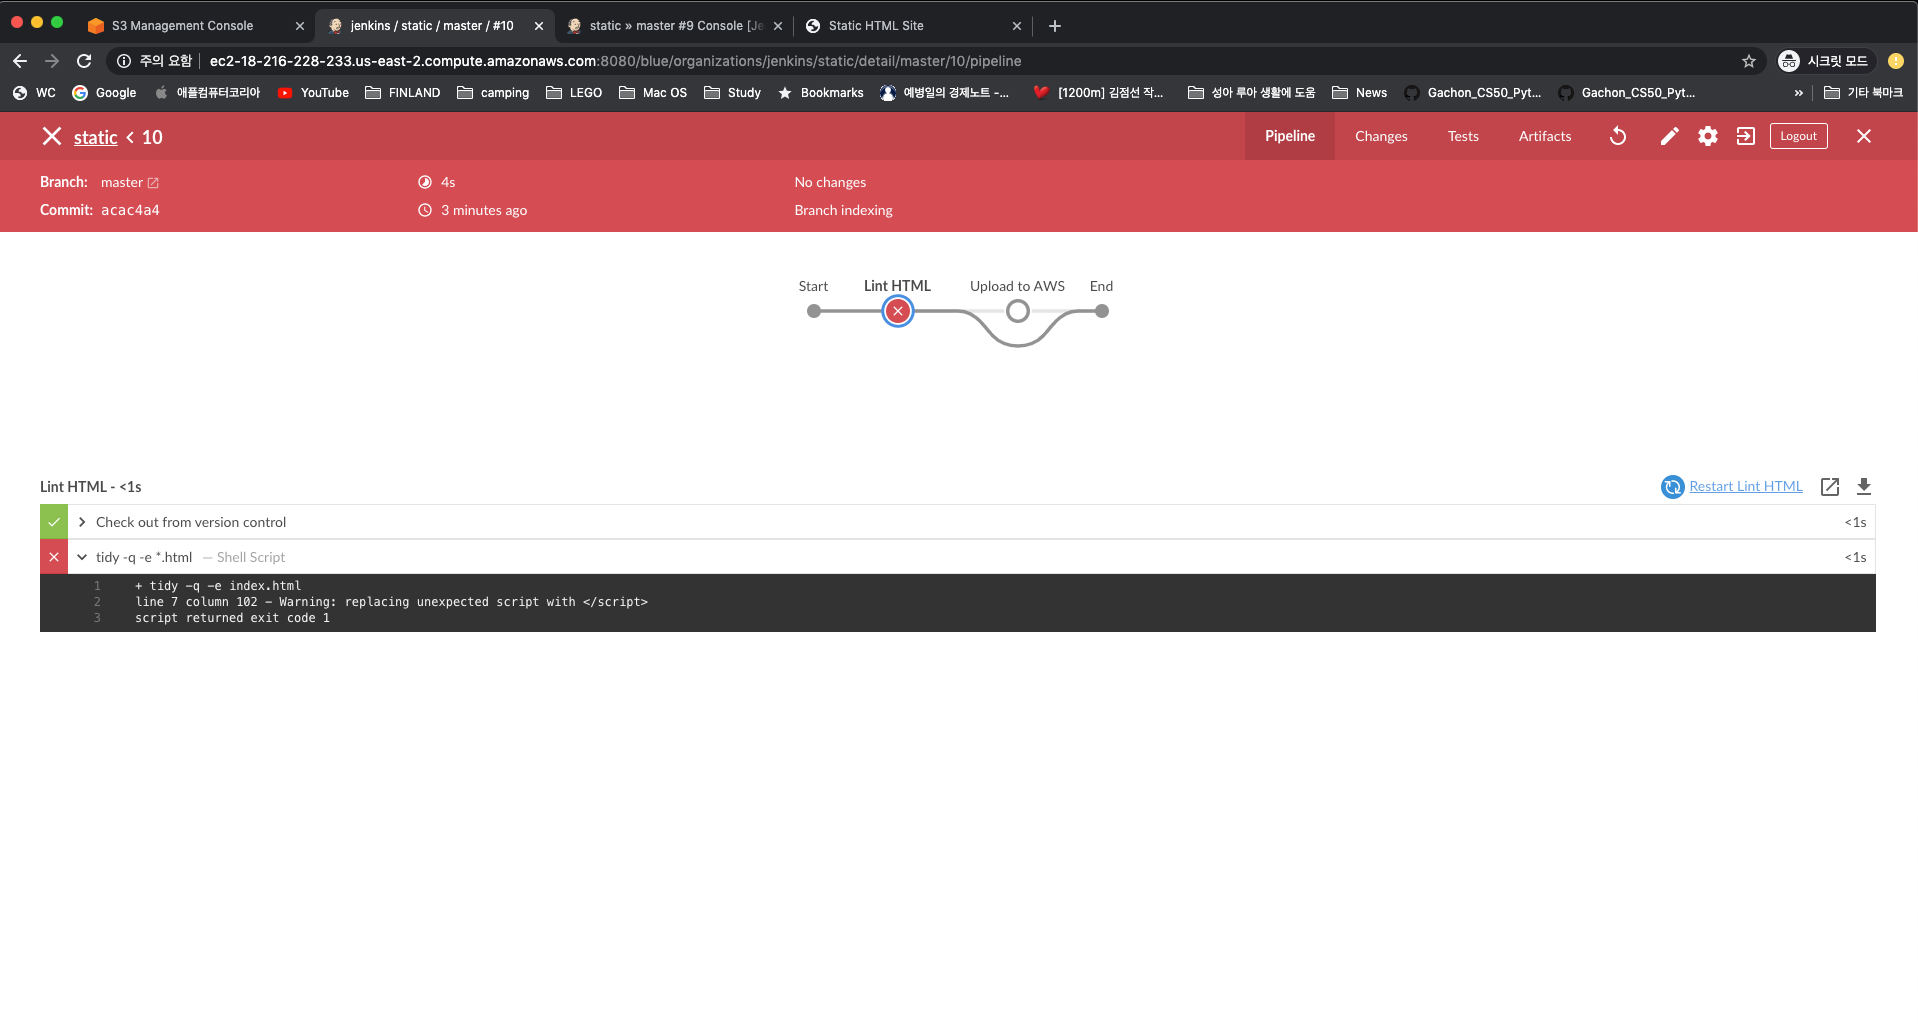 S3 Management Console
jenkins / static / master / #10
static » master #9 Console [Je
Static HTML Site
주의 요함
ec2-18-216-228-233.us-east-2.compute.amazonaws.com:8080/blue/organizations/jenkins/static/detail/master/10/pipeline
시크릿 모드
WC
Google
애플컴퓨터코리아
YouTube
FINLAND
camping
LEGO
Mac OS
Study
Bookmarks
예병일의 경제노트 -...
[1200m] 김점선 작...
성아 루아 생활에 도움
News
Gachon_CS50_Pyt...
Gachon_CS50_Pyt...
»
기타 북마크
static < 10
Pipeline
Changes
Tests
Artifacts
Logout
Branch: master
4s
No changes
Commit: acac4a4
3 minutes ago
Branch indexing
Start
Lint HTML
Upload to AWS
End
Lint HTML - <1s
Restart Lint HTML
Check out from version control
<1s
tidy -q -e *.html — Shell Script
<1s
1 + tidy -q -e index.html
2 line 7 column 102 - Warning: replacing unexpected script with </script>
3 script returned exit code 1